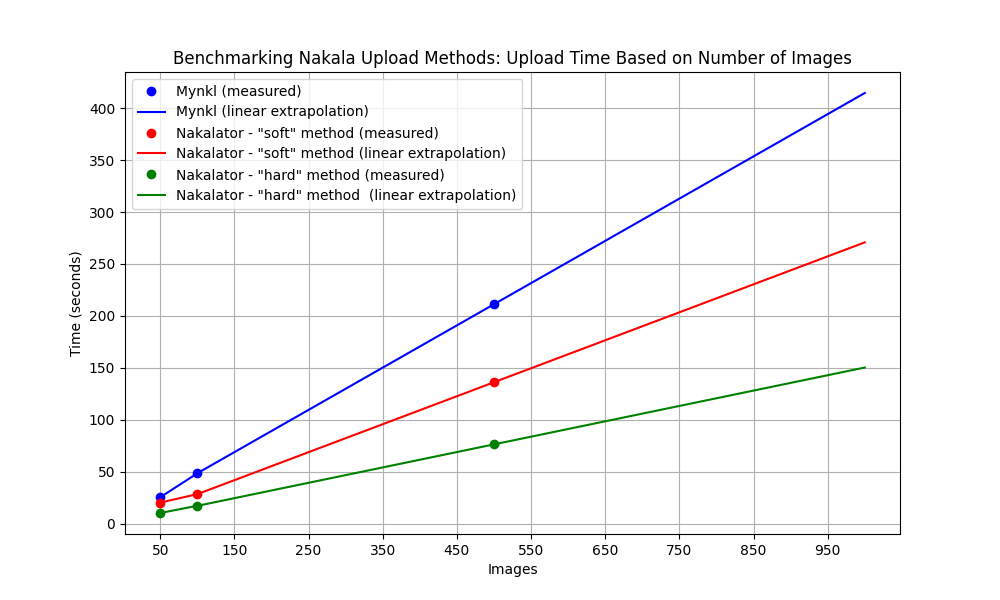 Benchmarking Nakala Upload Methods: Upload Time Based on Number of Images
Mynkl (measured)
Mynkl (linear extrapolation)
Nakalator - "soft" method (measured)
Nakalator - "soft" method (linear extrapolation)
Nakalator - "hard" method (measured)
Nakalator - "hard" method  (linear extrapolation)
Time (seconds)
400
350
300
250
200
150
100
50
0
50 150 250 350 450 550 650 750 850 950
Images